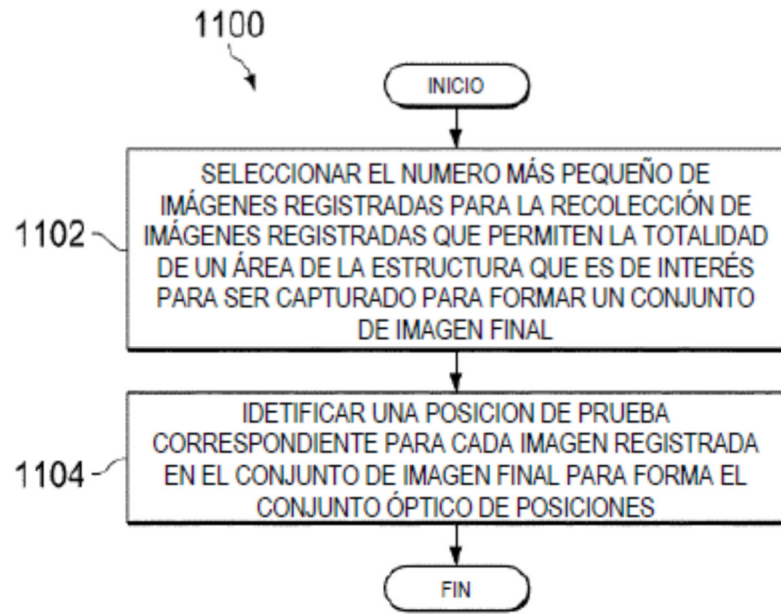 1100
INICIO
1102
SELECCIONAR EL NUMERO MÁS PEQUEÑO DE
IMÁGENES REGISTRADAS PARA LA RECOLECCIÓN DE
IMÁGENES REGISTRADAS QUE PERMITEN LA TOTALIDAD
DE UN ÁREA DE LA ESTRUCTURA QUE ES DE INTERÉS
PARA SER CAPTURADO PARA FORMAR UN CONJUNTO
DE IMAGEN FINAL
1104
IDETIFICAR UNA POSICION DE PRUEBA
CORRESPONDIENTE PARA CADA IMAGEN REGISTRADA
EN EL CONJUNTO DE IMAGEN FINAL PARA FORMA EL
CONJUNTO ÓPTICO DE POSICIONES
FIN